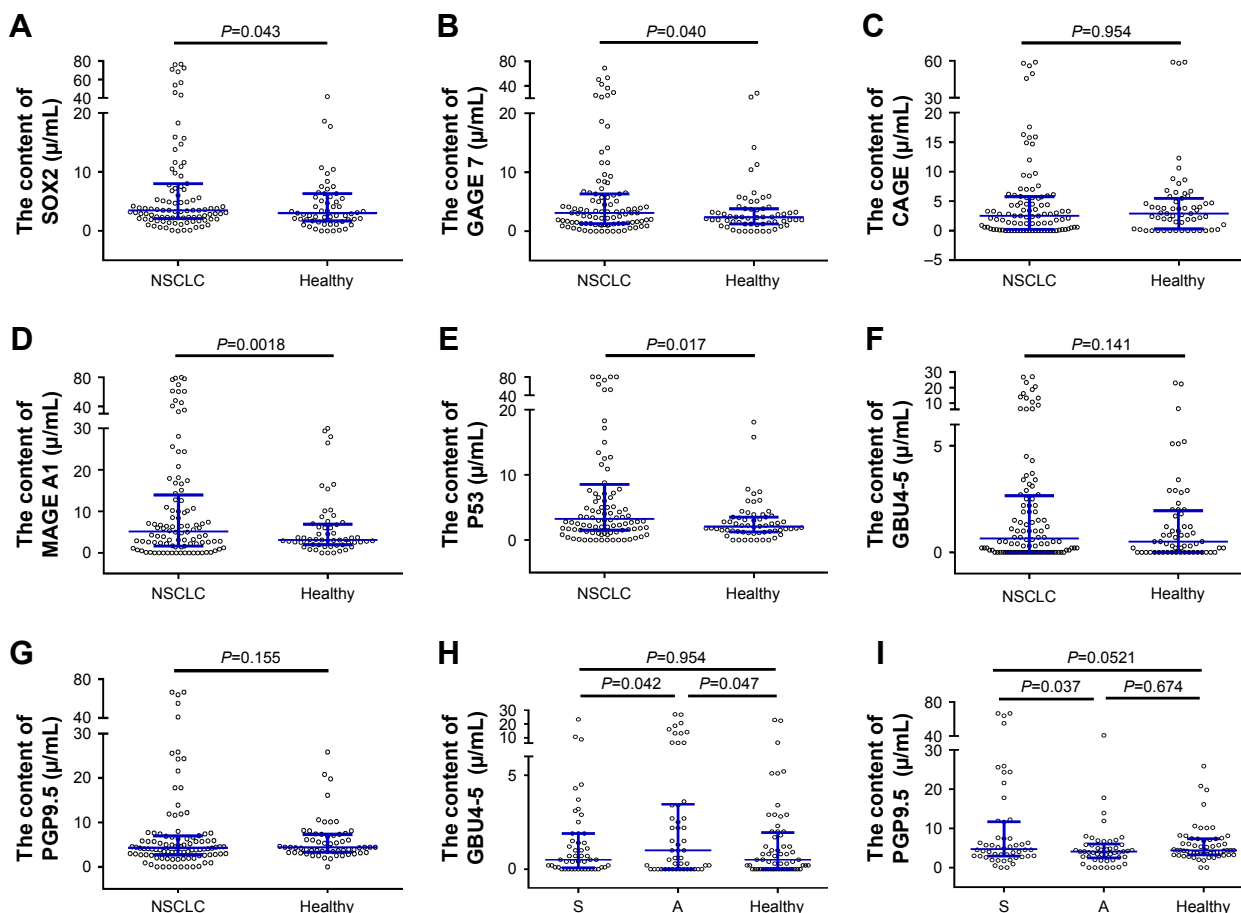 A
P=0.043
The content of
SOX2 (μ/mL)
80
60
40
20
10
0
NSCLC Healthy
B
P=0.040
The content of
GAGE 7 (μ/mL)
80
40
20
10
0
NSCLC Healthy
C
P=0.954
The content of
CAGE (μ/mL)
60
30
20
15
10
5
0
–5
NSCLC Healthy
D
P=0.0018
The content of
MAGE A1 (μ/mL)
80
40
30
20
10
0
NSCLC Healthy
E
P=0.017
The content of
P53 (μ/mL)
80
40
20
10
0
NSCLC Healthy
F
P=0.141
The content of
GBU4-5 (μ/mL)
30
20
10
5
0
NSCLC Healthy
G
P=0.155
The content of
PGP9.5 (μ/mL)
80
40
20
10
0
NSCLC Healthy
H
P=0.954
P=0.042 P=0.047
The content of
GBU4-5 (μ/mL)
30
20
10
5
0
S A Healthy
I
P=0.0521
P=0.037 P=0.674
The content of
PGP9.5 (μ/mL)
80
40
30
20
10
0
S A Healthy